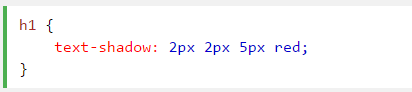 h1 {
    text-shadow: 2px 2px 5px red;
}